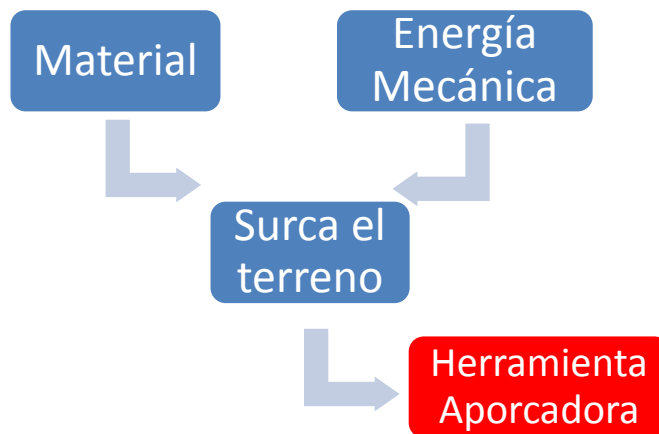 Material
Energía
Mecánica
Surca el
terreno
Herramienta
Aporcadora